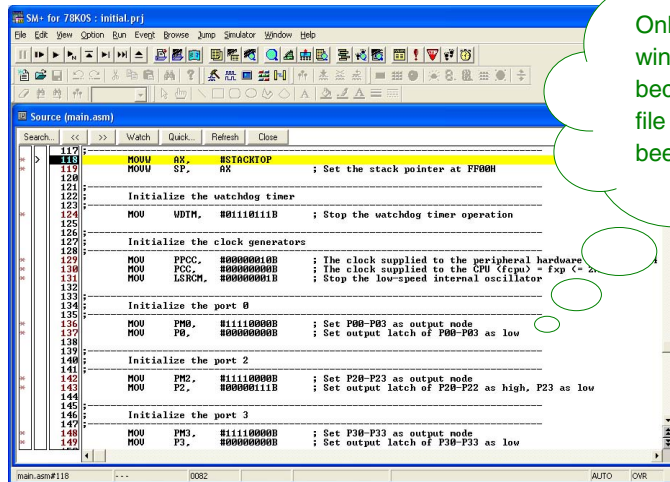 SM+ for 78K0S : initial.prj
File Edit View Option Run Event Browse Jump Simulator Window Help
Source (main.asm)
Search... << >> Watch Quick... Refresh Close
117 ;------------------------------------------------------------
> 118 MOVW AX, #STACKTOP
119 MOVW SP, AX ; Set the stack pointer at FF00H
120
121 ;------------------------------------------------------------
122 ; Initialize the watchdog timer
123 ;------------------------------------------------------------
124 MOV WDTM, #01110111B ; Stop the watchdog timer operation
125
126 ;------------------------------------------------------------
127 ; Initialize the clock generators
128 ;------------------------------------------------------------
129 MOV PPCC, #00000010B ; The clock supplied to the peripheral hardware
130 MOV PCC, #00000000B ; The clock supplied to the CPU (fcpu) = fxp (<=
131 MOV LSRCM, #00000001B ; Stop the low-speed internal oscillator
132
133 ;------------------------------------------------------------
134 ; Initialize the port 0
135 ;------------------------------------------------------------
136 MOV PM0, #11110000B ; Set P00-P03 as output mode
137 MOV P0, #00000000B ; Set output latch of P00-P03 as low
138
139 ;------------------------------------------------------------
140 ; Initialize the port 2
141 ;------------------------------------------------------------
142 MOV PM2, #11110000B ; Set P20-P23 as output mode
143 MOV P2, #00000111B ; Set output latch of P20-P22 as high, P23 as low
144
145 ;------------------------------------------------------------
146 ; Initialize the port 3
147 ;------------------------------------------------------------
148 MOV PM3, #11110000B ; Set P30-P33 as output mode
149 MOV P3, #00000000B ; Set output latch of P30-P33 as low
main.asm#118 --- 0082 AUTO OVR
win
file